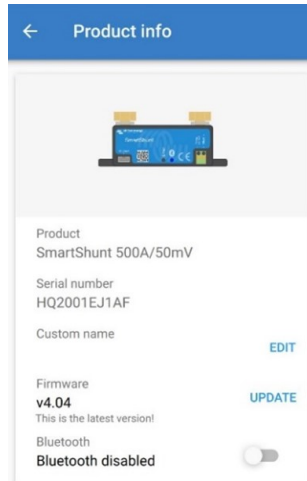 Product info
SmartShunt
Product
SmartShunt 500A/50mV
Serial number
HQ2001EJ1AF
Custom name
EDIT
Firmware
v4.04
UPDATE
This is the latest version!
Bluetooth
Bluetooth disabled